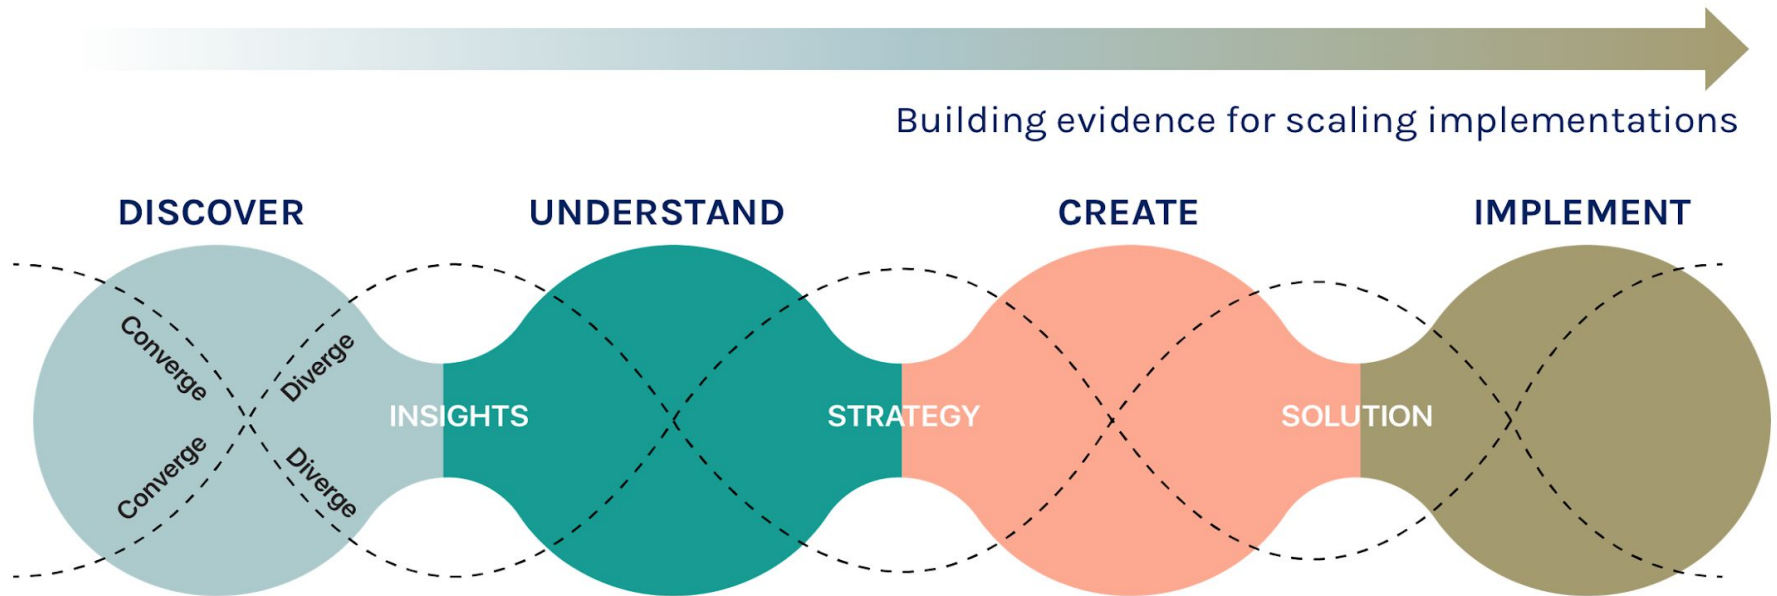 Building evidence for scaling implementations
DISCOVER
UNDERSTAND
CREATE
IMPLEMENT
Converge
Diverge
INSIGHTS
STRATEGY
SOLUTION
Converge
Diverge